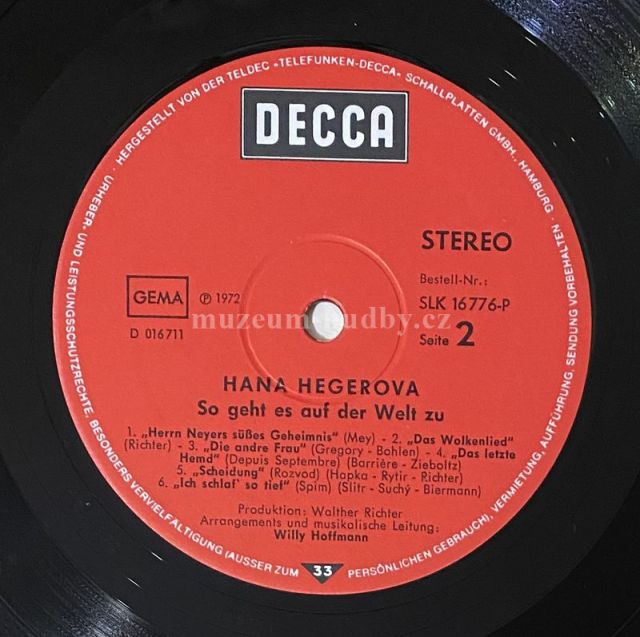 · HERGESTELLT VON DER TELDEC »TELEFUNKEN-DECCA« SCHALLPLATTEN GMBH., HAMBURG · URHEBER- UND LEISTUNGSSCHUTZRECHTE, BESONDERS VERVIELFÄLTIGUNG (AUSSER ZUM PERSÖNLICHEN GEBRAUCH), VERMIETUNG, AUFFÜHRUNG, SENDUNG VORBEHALTEN
DECCA
STEREO
Bestell-Nr.:
SLK 16776-P
Seite 2
GEMA
Ⓟ 1972
D 016711
muzeumhudby.cz
HANA HEGEROVA
So geht es auf der Welt zu
1. „Herrn Neyers süßes Geheimnis“ (Mey) - 2. „Das Wolkenlied“
(Richter) - 3. „Die andre Frau“ (Gregory - Bohlen) - 4. „Das letzte
Hemd“ (Depuis Septembre) (Barrière - Zieboltz)
5. „Scheidung“ (Rozvod) (Hapka - Rytir - Richter)
6. „Ich schlaf' so tief“ (Spim) (Slitr - Suchý - Biermann)
Produktion: Walther Richter
Arrangements und musikalische Leitung:
Willy Hoffmann
33